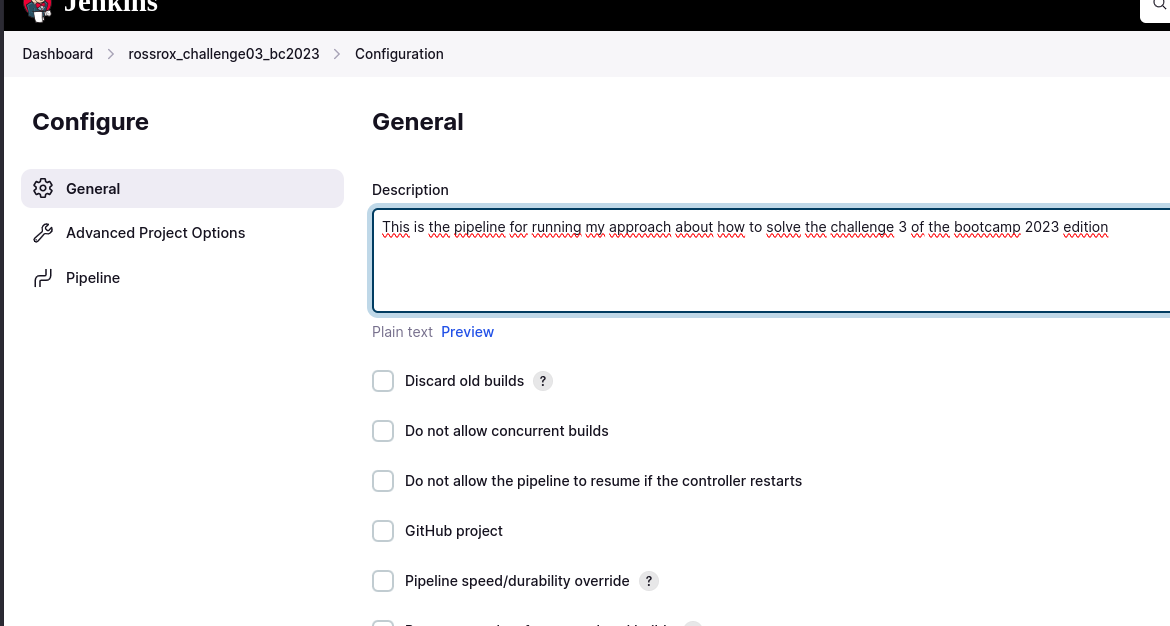 Jenkins
Dashboard > rossrox_challenge03_bc2023 > Configuration
Configure
General
Advanced Project Options
Pipeline
General
Description
This is the pipeline for running my approach about how to solve the challenge 3 of the bootcamp 2023 edition
Plain text Preview
Discard old builds ?
Do not allow concurrent builds
Do not allow the pipeline to resume if the controller restarts
GitHub project
Pipeline speed/durability override ?